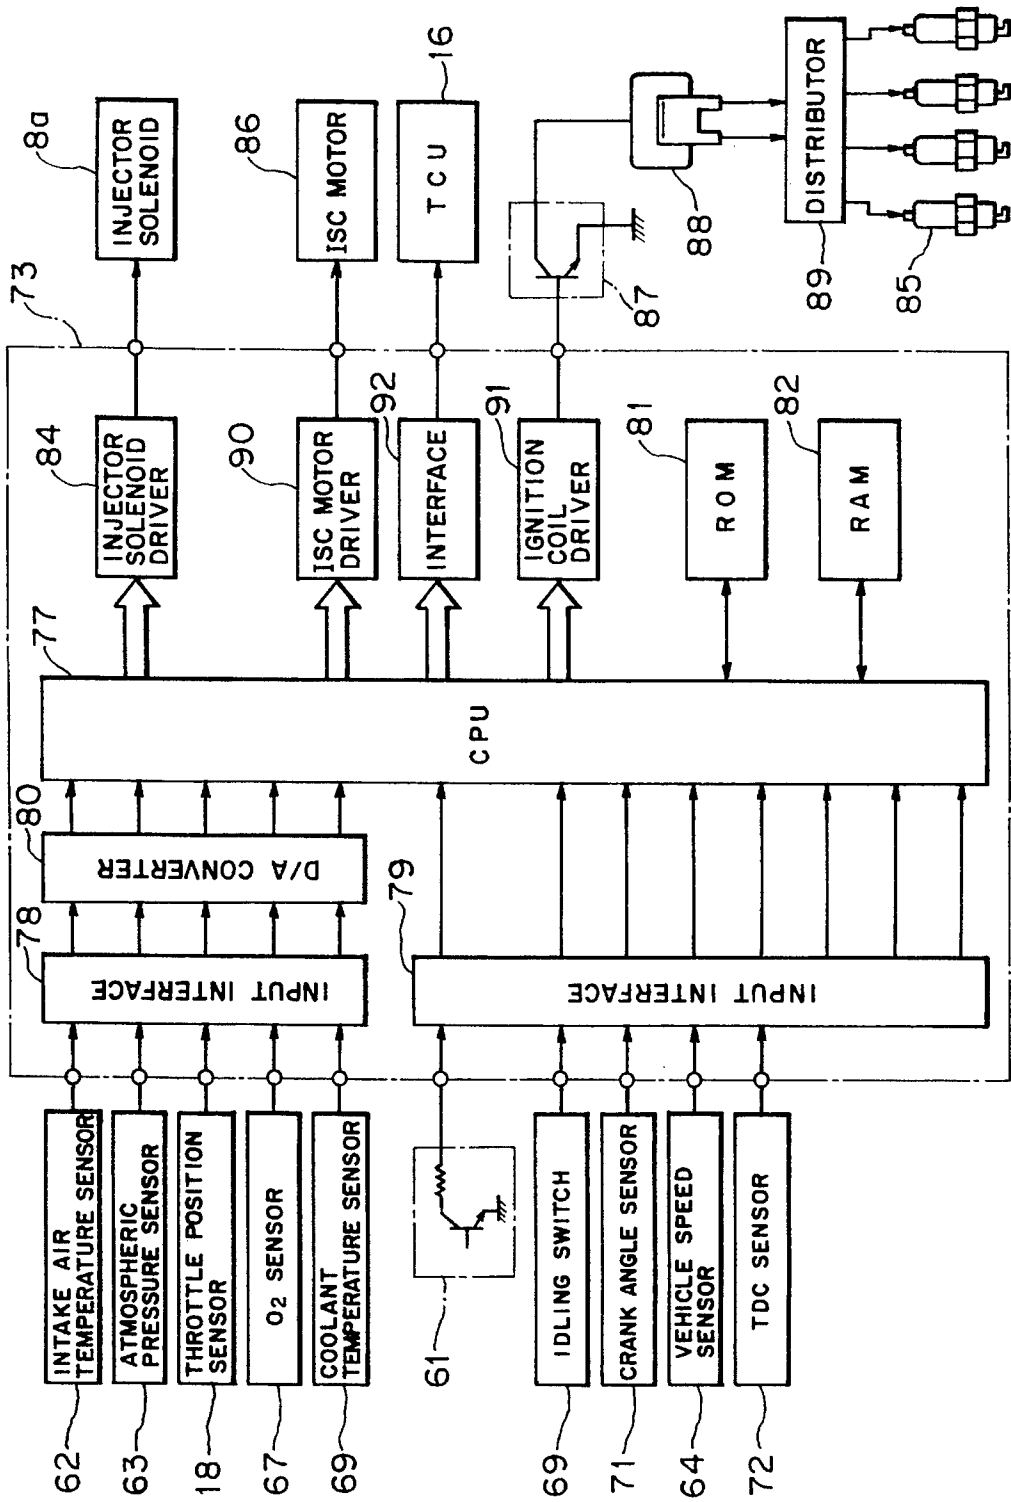 62
INTAKE AIR
TEMPERATURE SENSOR
63
ATMOSPHERIC
PRESSURE SENSOR
18
THROTTLE POSITION
SENSOR
67
O2 SENSOR
69
COOLANT
TEMPERATURE SENSOR
61
69
IDLING SWITCH
71
CRANK ANGLE SENSOR
64
VEHICLE SPEED
SENSOR
72
TDC SENSOR
78
INPUT INTERFACE
80
D/A CONVERTER
79
INPUT INTERFACE
77
CPU
73
84
INJECTOR
SOLENOID
DRIVER
90
ISC MOTOR
DRIVER
92
INTERFACE
91
IGNITION
COIL
DRIVER
81
ROM
82
RAM
8a
INJECTOR
SOLENOID
86
ISC MOTOR
16
TCU
87
88
89
DISTRIBUTOR
85